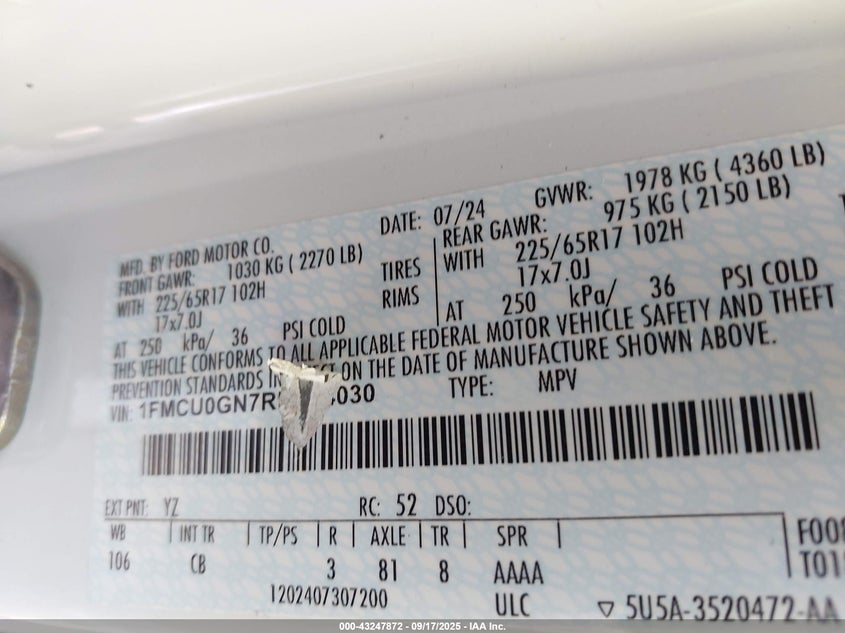 MFD. BY FORD MOTOR CO. DATE: 07/24 GVWR: 1978 KG ( 4360 LB)
FRONT GAWR: 1030 KG ( 2270 LB) REAR GAWR: 975 KG ( 2150 LB)
WITH 225/65R17 102H TIRES WITH 225/65R17 102H
17x7.0J RIMS 17x7.0J
AT 250 kPa/ 36 PSI COLD AT 250 kPa/ 36 PSI COLD
THIS VEHICLE CONFORMS TO ALL APPLICABLE FEDERAL MOTOR VEHICLE SAFETY AND THEFT
PREVENTION STANDARDS IN ON THE DATE OF MANUFACTURE SHOWN ABOVE.
VIN: 1FMCU0GN7R 030 TYPE: MPV
EXT PNT: YZ RC: 52 DSO:
WB INT TR TP/PS R AXLE TR SPR
106 CB 3 81 8 AAAA
1202407307200 ULC
5U5A-3520472-AA
000-43247872 - 09/17/2025 - IAA Inc.